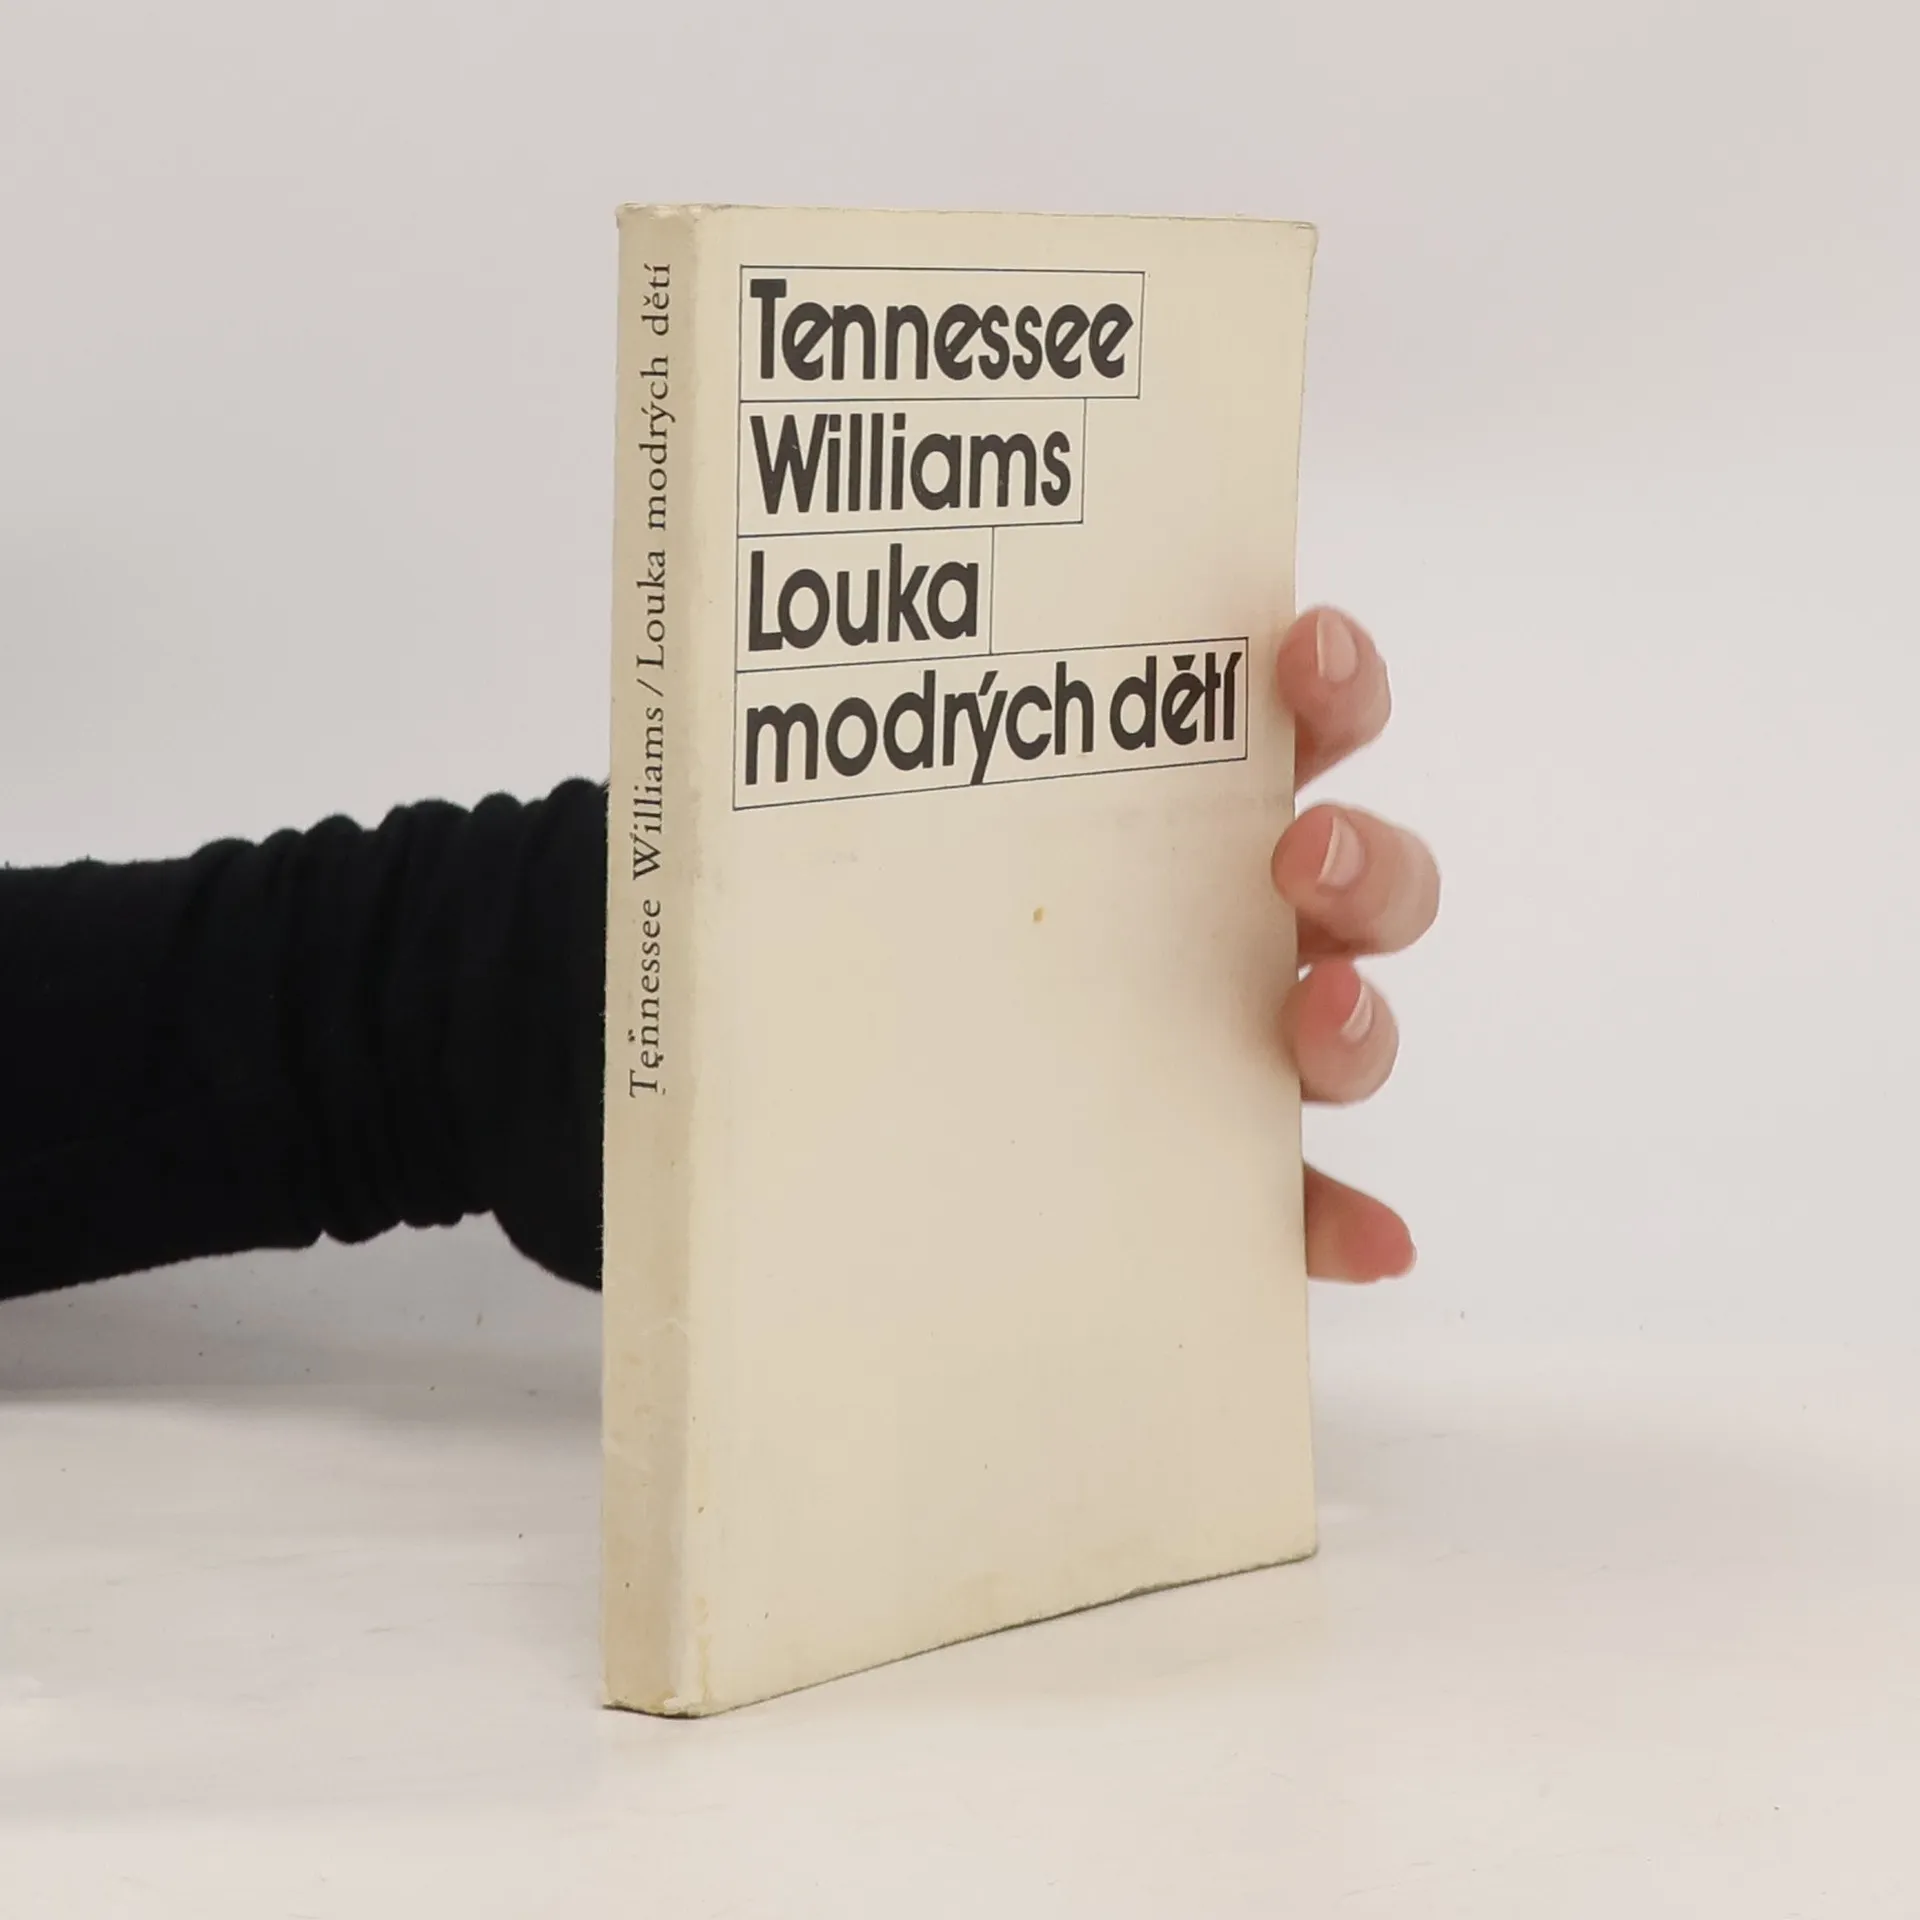 Tennessee Williams / Louka modrých dětí
Tennessee
Williams
Louka
modrých dětí